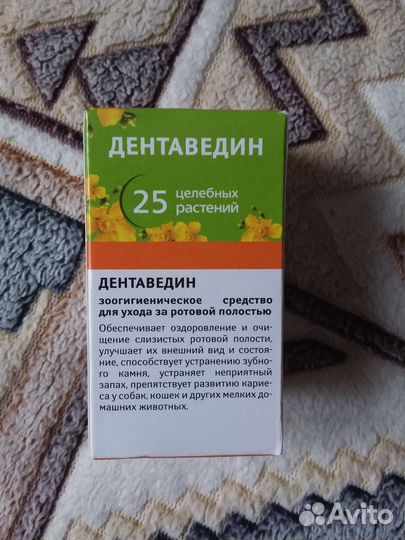 ДЕНТАВЕДИН
25 целебных
растений
ДЕНТАВЕДИН
зоогигиеническое средство
для ухода за ротовой полостью
Обеспечивает оздоровление и очи-
щение слизистых ротовой полости,
улучшает их внешний вид и состоя-
ние, способствует устранению зубно-
го камня, устраняет неприятный
запах, препятствует развитию карие-
са у собак, кошек и других мелких до-
машних животных.
Avito